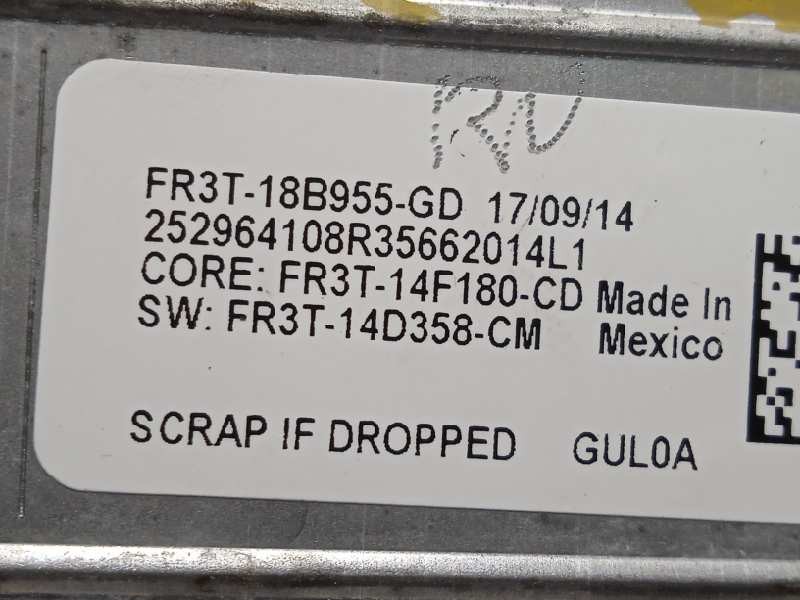 RN
FR3T-18B955-GD 17/09/14
252964108R35662014L1
CORE: FR3T-14F180-CD Made In
SW: FR3T-14D358-CM Mexico
SCRAP IF DROPPED GUL0A